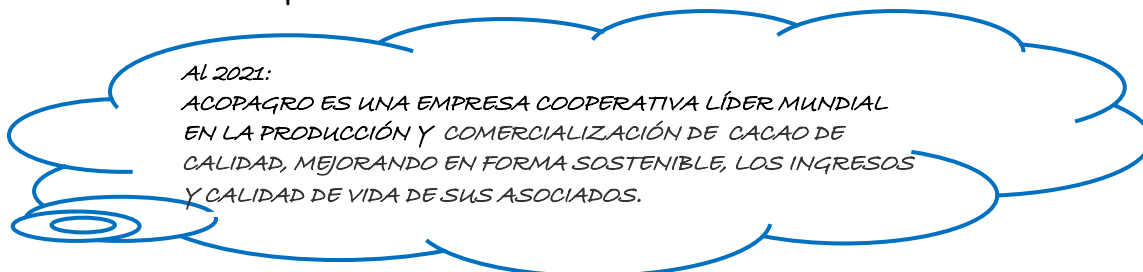 Al 2021:
ACOPAGRO ES UNA EMPRESA COOPERATIVA LÍDER MUNDIAL
EN LA PRODUCCIÓN Y COMERCIALIZACIÓN DE CACAO DE
CALIDAD, MEJORANDO EN FORMA SOSTENIBLE, LOS INGRESOS
Y CALIDAD DE VIDA DE SUS ASOCIADOS.